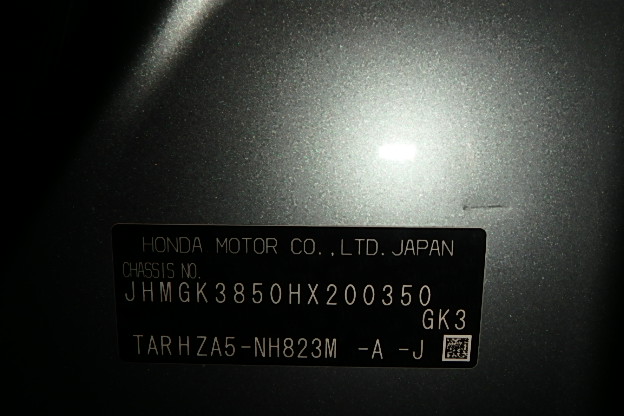 HONDA MOTOR CO.,LTD. JAPAN
CHASSIS NO.
JHMGK3850HX200350
GK3
TARHZA5-NH823M -A -J